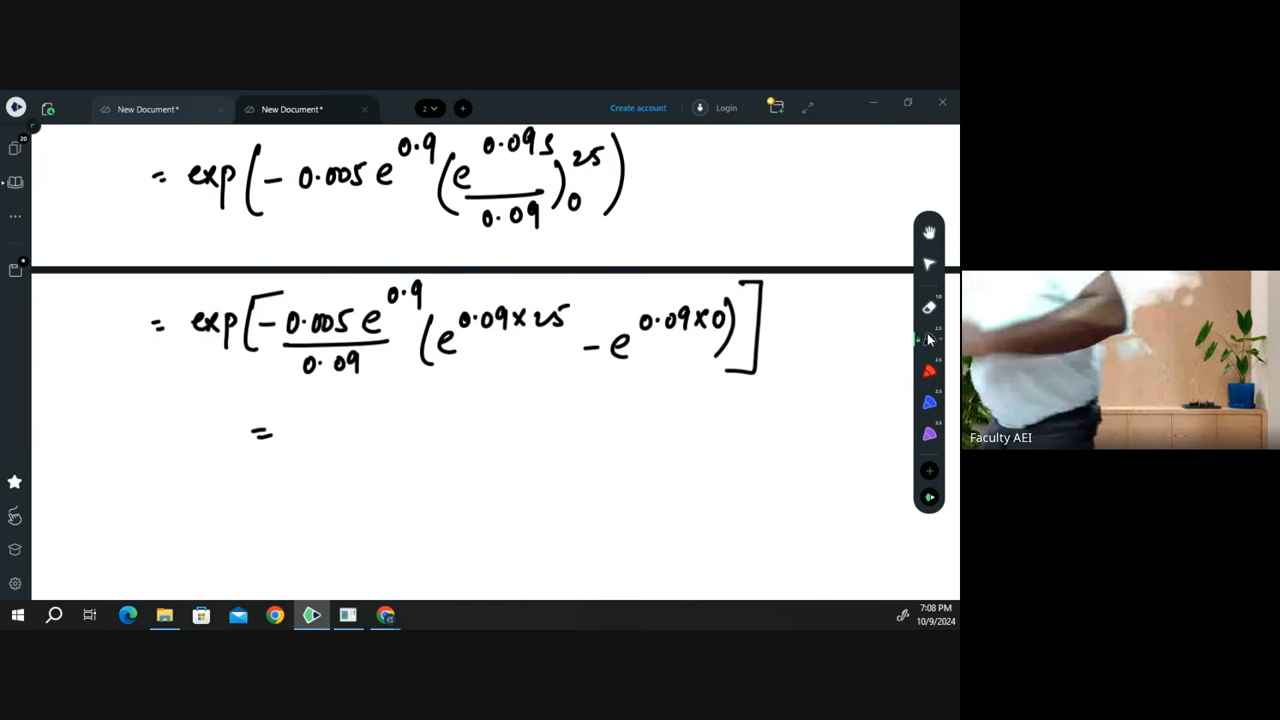 New Document*
New Document*
2
Create account
Login
= exp(- 0.005 e^0.9 (e^0.09s / 0.09)_0^25)
= exp[- 0.005 e^0.9 / 0.09 (e^0.09×25 - e^0.09×0)]
=
Faculty AEI
7:08 PM
10/9/2024